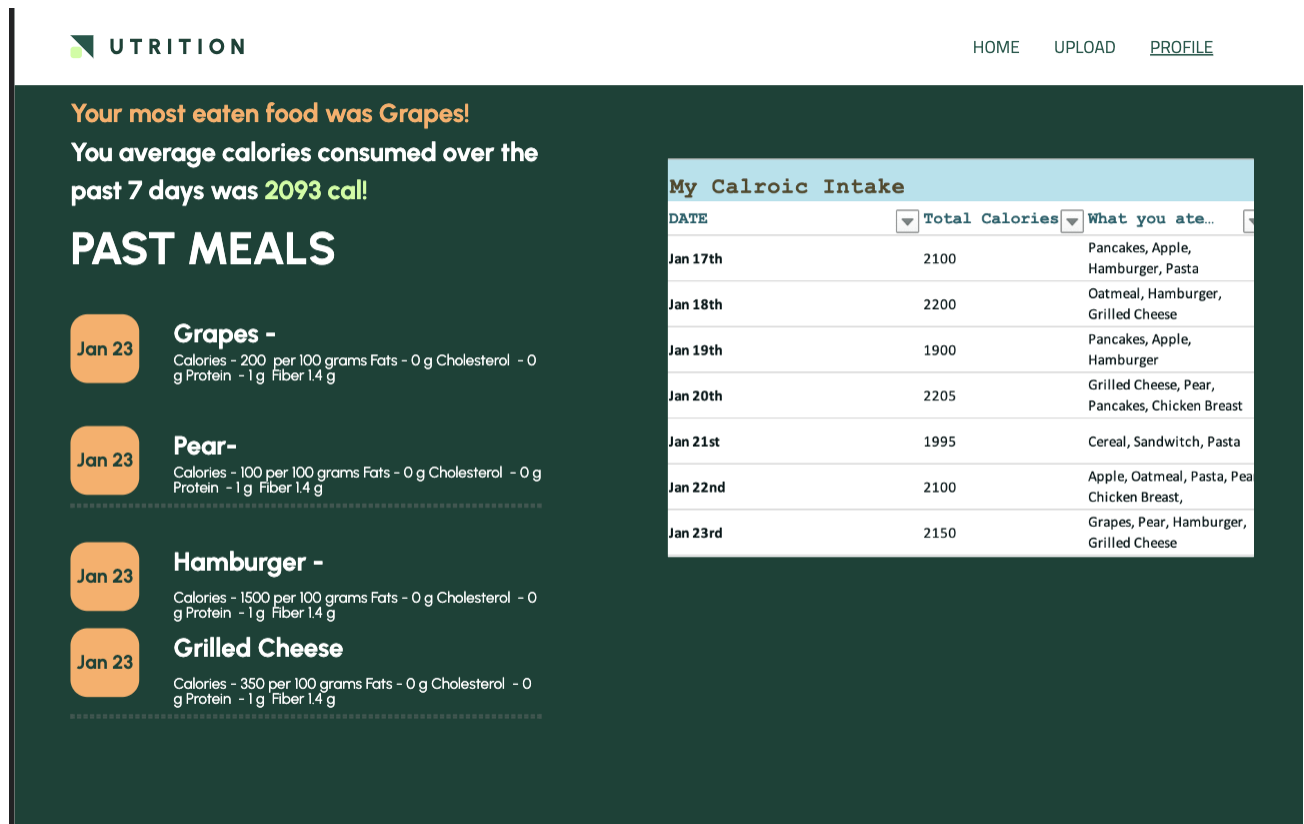 UTRITION
HOME UPLOAD PROFILE
Your most eaten food was Grapes!
You average calories consumed over the
past 7 days was 2093 cal!
PAST MEALS
Jan 23
Grapes -
Calories - 200 per 100 grams Fats - 0 g Cholesterol - 0
g Protein - 1 g Fiber 1.4 g
Jan 23
Pear-
Calories - 100 per 100 grams Fats - 0 g Cholesterol - 0 g
Protein - 1 g Fiber 1.4 g
Jan 23
Hamburger -
Calories - 1500 per 100 grams Fats - 0 g Cholesterol - 0
g Protein - 1 g Fiber 1.4 g
Jan 23
Grilled Cheese
Calories - 350 per 100 grams Fats - 0 g Cholesterol - 0
g Protein - 1 g Fiber 1.4 g
My Calroic Intake
DATE Total Calories What you ate…
Jan 17th 2100 Pancakes, Apple,
Hamburger, Pasta
Jan 18th 2200 Oatmeal, Hamburger,
Grilled Cheese
Jan 19th 1900 Pancakes, Apple,
Hamburger
Jan 20th 2205 Grilled Cheese, Pear,
Pancakes, Chicken Breast
Jan 21st 1995 Cereal, Sandwitch, Pasta
Jan 22nd 2100 Apple, Oatmeal, Pasta, Pea
Chicken Breast,
Jan 23rd 2150 Grapes, Pear, Hamburger,
Grilled Cheese